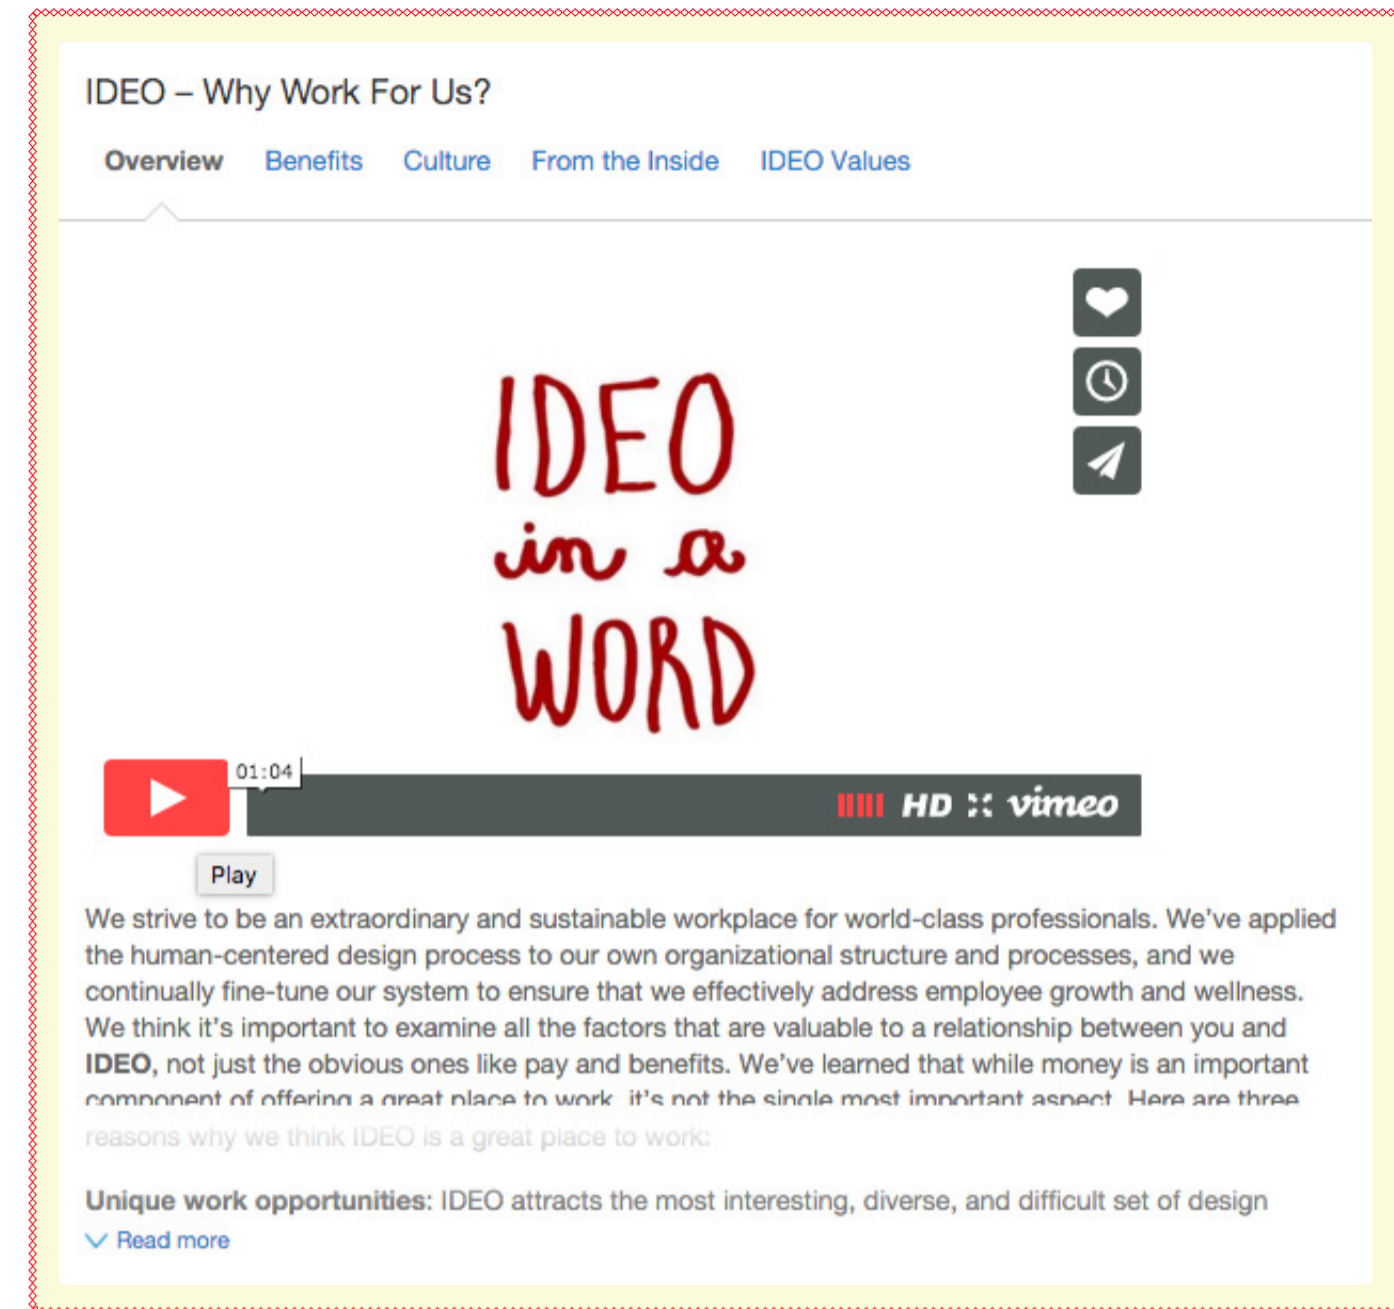 IDEO – Why Work For Us?
Overview Benefits Culture From the Inside IDEO Values
IDEO
in a
WORD
01:04
HD vimeo
Play
We strive to be an extraordinary and sustainable workplace for world-class professionals. We've applied
the human-centered design process to our own organizational structure and processes, and we
continually fine-tune our system to ensure that we effectively address employee growth and wellness.
We think it's important to examine all the factors that are valuable to a relationship between you and
IDEO, not just the obvious ones like pay and benefits. We've learned that while money is an important
component of offering a great place to work, it's not the single most important aspect. Here are three
reasons why we think IDEO is a great place to work:
Unique work opportunities: IDEO attracts the most interesting, diverse, and difficult set of design
Read more